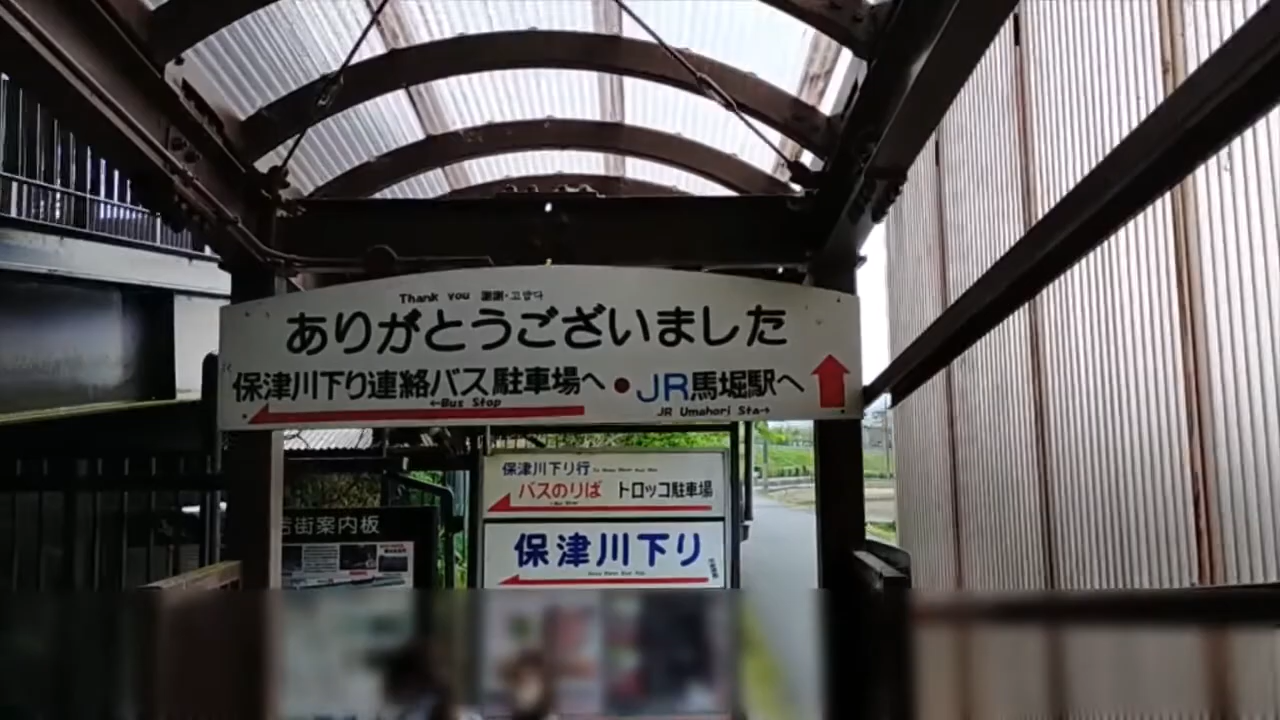 Thank you 謝謝·고맙다
ありがとうございました
保津川下り連絡バス駐車場へ ● JR馬堀駅へ
←Bus Stop
JR Umahori Sta→
保津川下り行
バスのりば トロッコ駐車場
保津川下り
街案内板